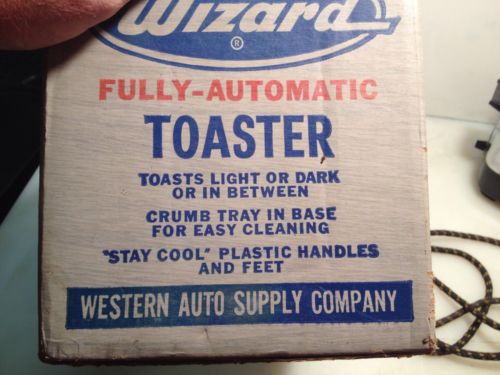 Wizard
®
FULLY-AUTOMATIC
TOASTER
TOASTS LIGHT OR DARK
OR IN BETWEEN
CRUMB TRAY IN BASE
FOR EASY CLEANING
"STAY COOL" PLASTIC HANDLES
AND FEET
WESTERN AUTO SUPPLY COMPANY